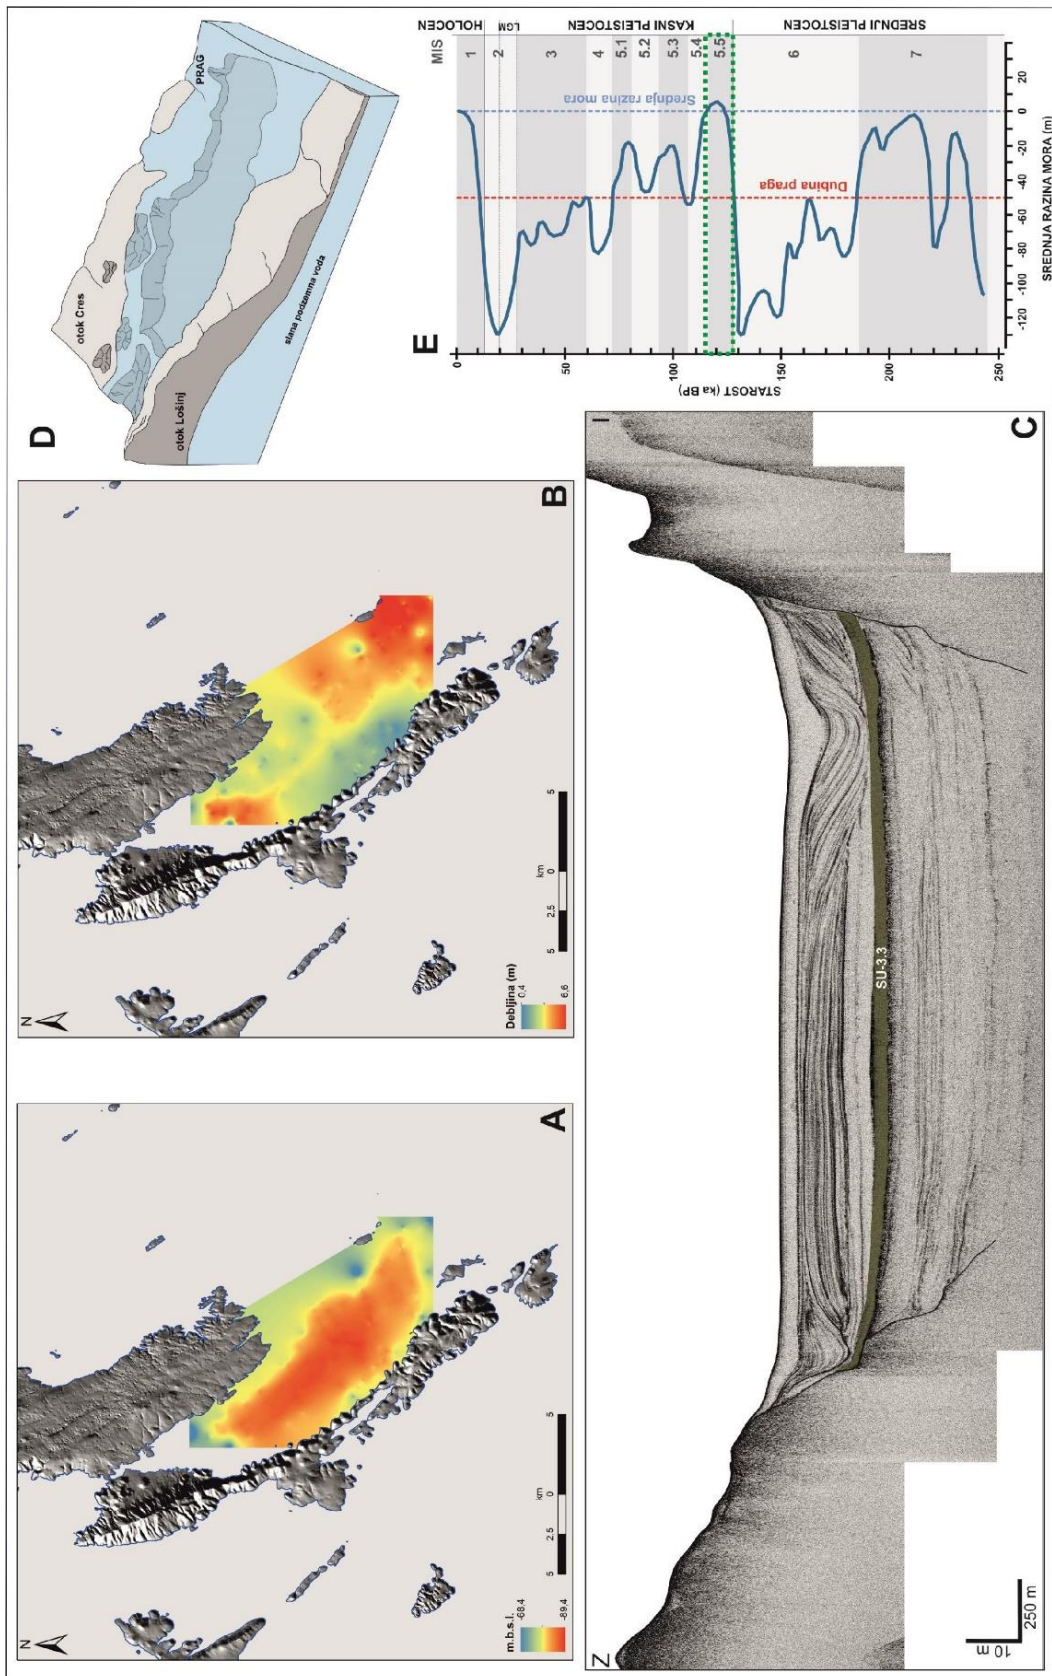 N
m.b.s.l.
-68.4
-89.4
5
2.5
0
km
5
A
N
Debljina (m)
0.4
6.6
5
2.5
0
km
5
B
Z
I
SU-3.3
10 m
250 m
C
D
otok Cres
PRAG
otok Lošinj
slana podzemna voda
E
HOLOCEN
LGM
KASNI PLEISTOCEN
SREDNJI PLEISTOCEN
MIS
1
2
3
4
5.1
5.2
5.3
5.4
5.5
6
7
Srednja razina mora
Dubina praga
20
0
-20
-40
-60
-80
-100
-120
SREDNJA RAZINA MORA (m)
0
50
100
150
200
250
STAROST (ka BP)